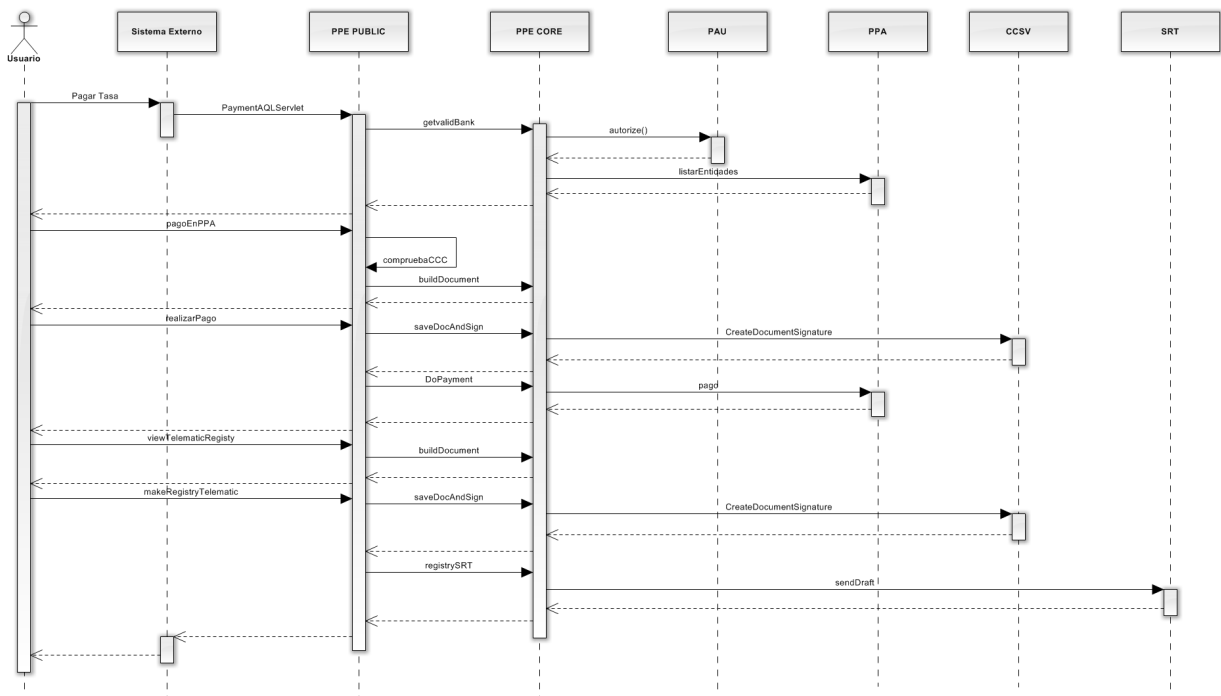 Usuario
Sistema Externo
PPE PUBLIC
PPE CORE
PAU
PPA
CCSV
SRT
Pagar Tasa
PaymentAQLServlet
getvalidBank
autorize()
listarEntidades
pagoEnPPA
compruebaCCC
buildDocument
realizarPago
saveDocAndSign
CreateDocumentSignature
DoPayment
pago
viewTelematicRegisty
buildDocument
makeRegistryTelematic
saveDocAndSign
CreateDocumentSignature
registrySRT
sendDraft